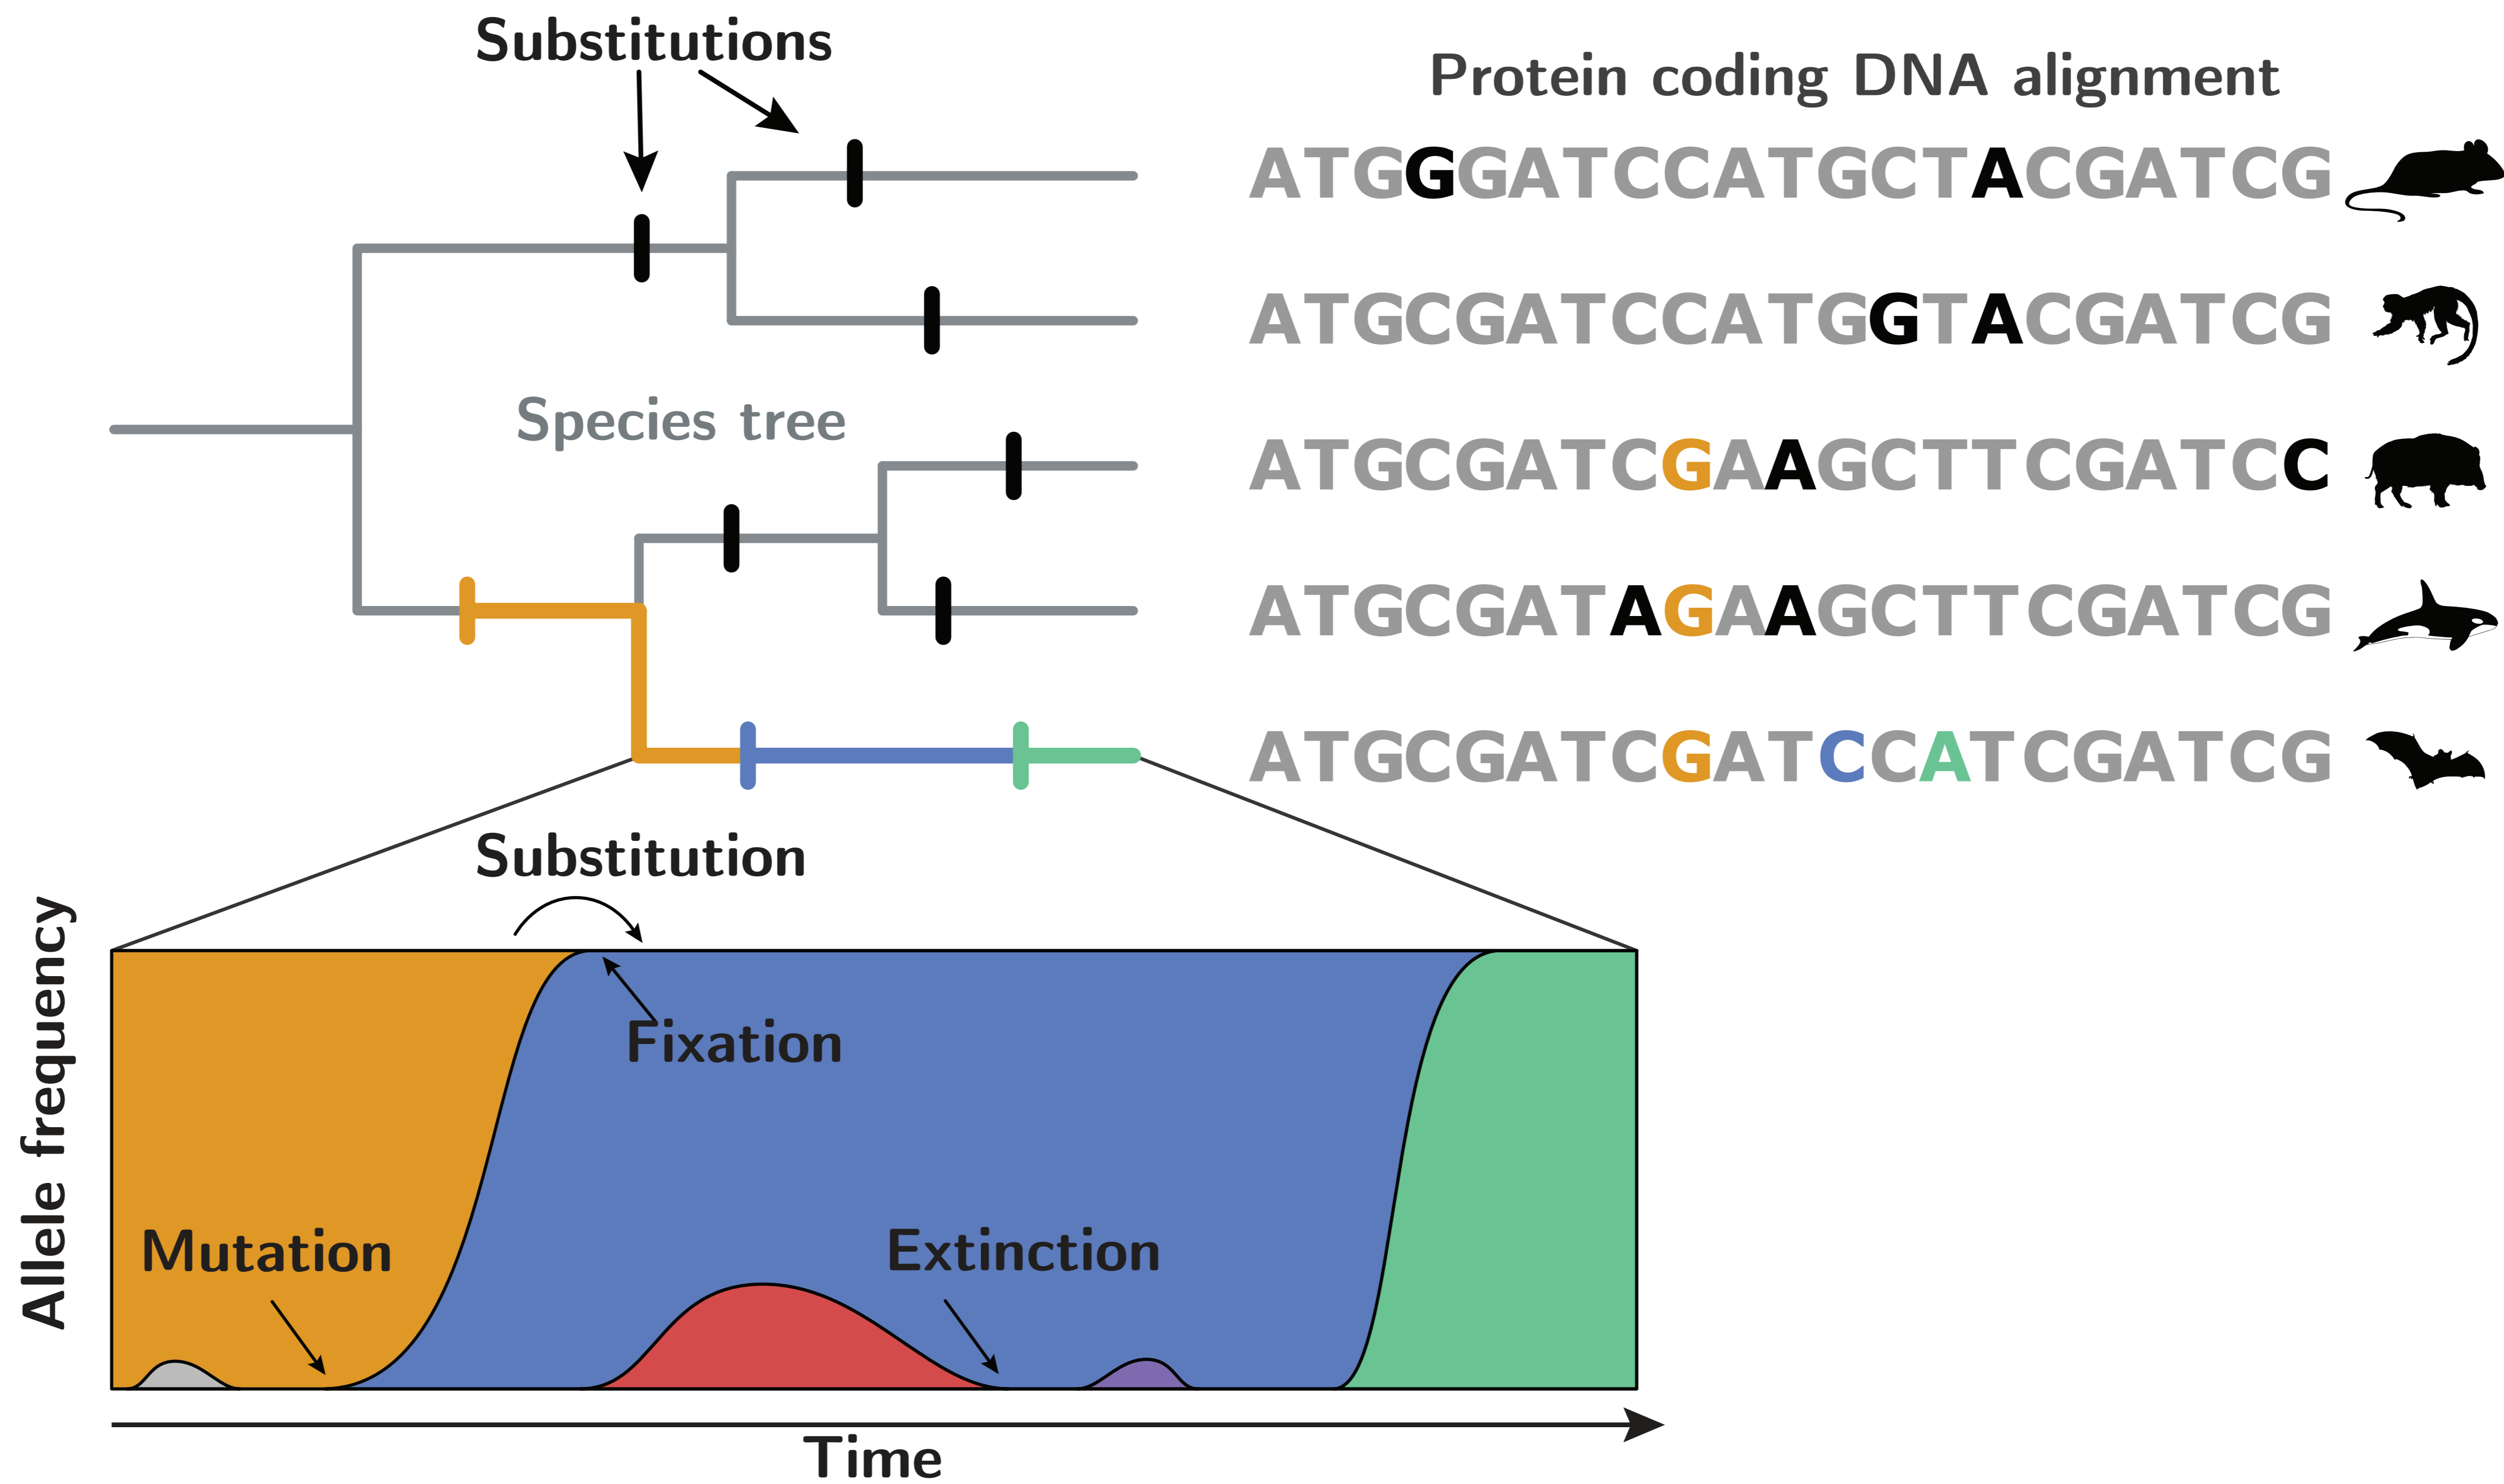 Substitutions
Protein coding DNA alignment
ATGGGATCCATGCTACGATCG
ATGCGATCCATGGTACGATCG
Species tree
ATGCGATCGAAGCTTCGATCC
ATGCGATAGAAGCTTCGATCG
ATGCGATCGATCCATCGATCG
Substitution
Allele frequency
Fixation
Mutation
Extinction
Time